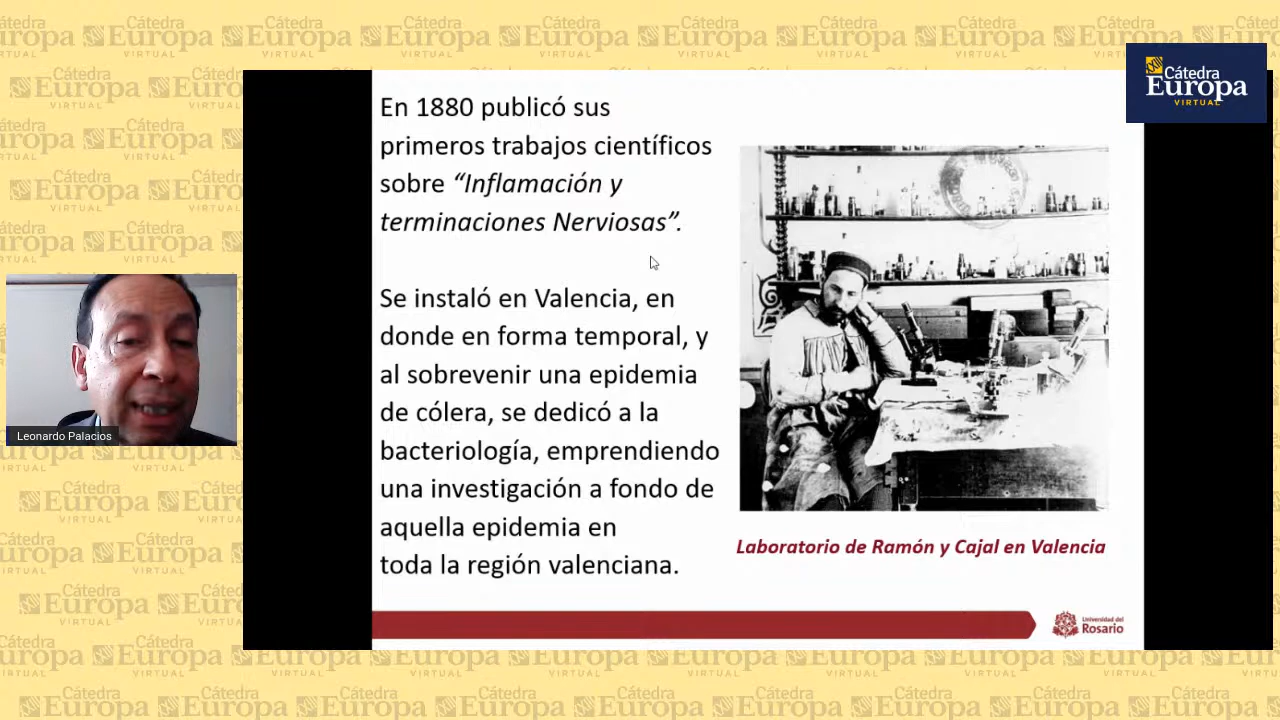 Cátedra
Europa
VIRTUAL
En 1880 publicó sus
primeros trabajos científicos
sobre “Inflamación y
terminaciones Nerviosas”.
Se instaló en Valencia, en
donde en forma temporal, y
al sobrevenir una epidemia
de cólera, se dedicó a la
bacteriología, emprendiendo
una investigación a fondo de
aquella epidemia en
toda la región valenciana.
Laboratorio de Ramón y Cajal en Valencia
Universidad del
Rosario
Leonardo Palacios